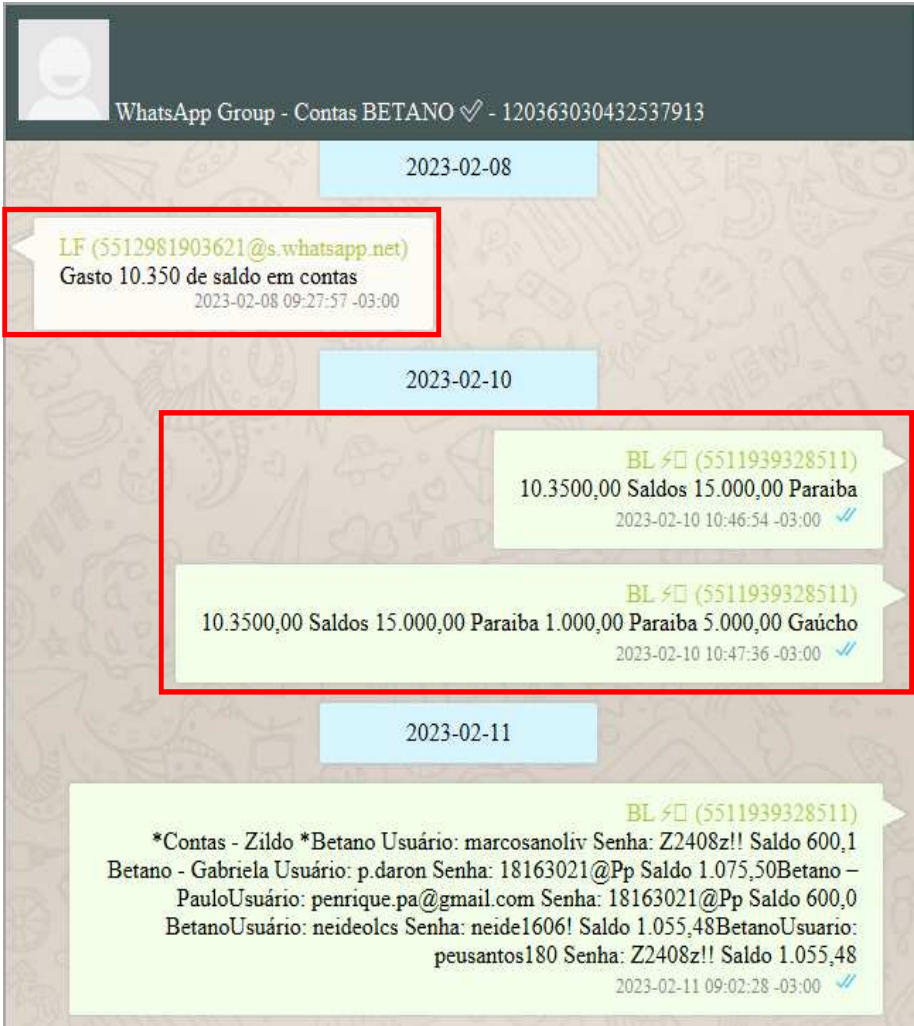 WhatsApp Group - Contas BETANO ✅ - 120363030432537913
2023-02-08
LF (5512981903621@s.whatsapp.net)
Gasto 10.350 de saldo em contas
2023-02-08 09:27:57 -03:00
2023-02-10
BL ⚡ (5511939328511)
10.3500,00 Saldos 15.000,00 Paraiba
2023-02-10 10:46:54 -03:00
BL ⚡ (5511939328511)
10.3500,00 Saldos 15.000,00 Paraiba 1.000,00 Paraiba 5.000,00 Gaúcho
2023-02-10 10:47:36 -03:00
2023-02-11
BL ⚡ (5511939328511)
*Contas - Zildo *Betano Usuário: marcosanoliv Senha: Z2408z!! Saldo 600,1
Betano - Gabriela Usuário: p.daron Senha: 18163021@Pp Saldo 1.075,50Betano –
PauloUsuário: penrique.pa@gmail.com Senha: 18163021@Pp Saldo 600,0
BetanoUsuário: neideolcs Senha: neide1606! Saldo 1.055,48BetanoUsuario:
peusantos180 Senha: Z2408z!! Saldo 1.055,48
2023-02-11 09:02:28 -03:00